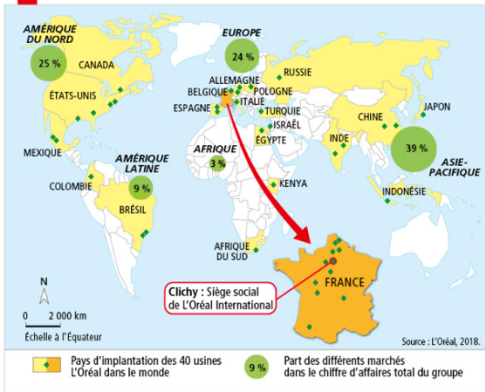 AMÉRIQUE
DU NORD
25 %
CANADA
ÉTATS-UNIS
MEXIQUE
EUROPE
24 %
ALLEMAGNE
BELGIQUE
POLOGNE
ITALIE
ESPAGNE
RUSSIE
TURQUIE
ISRAËL
ÉGYPTE
JAPON
CHINE
INDE
39 %
ASIE-
PACIFIQUE
INDONÉSIE
AMÉRIQUE
LATINE
9 %
COLOMBIE
BRÉSIL
AFRIQUE
3 %
KENYA
AFRIQUE
DU SUD
FRANCE
Clichy : Siège social
de L'Oréal International
N
0 2 000 km
Échelle à l'Équateur
Source : L'Oréal, 2018.
Pays d'implantation des 40 usines
L'Oréal dans le monde
9 %
Part des différents marchés
dans le chiffre d'affaires total du groupe